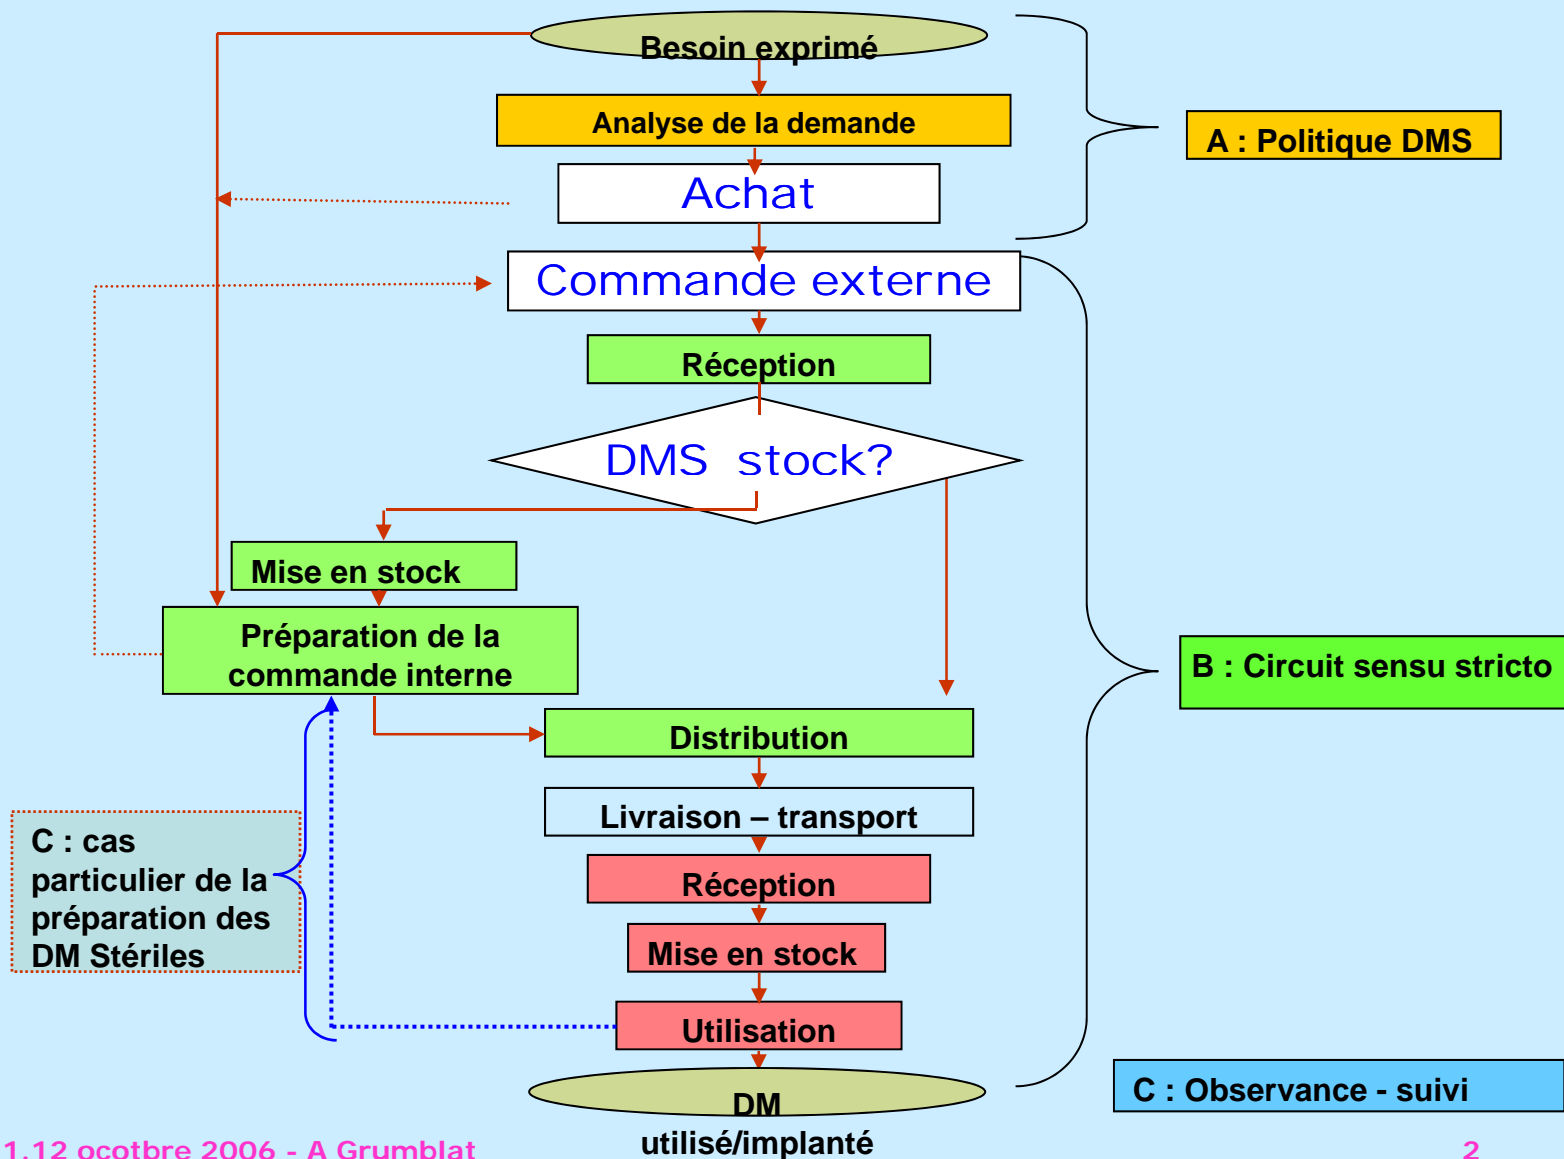 Besoin exprimé
Analyse de la demande
A : Politique DMS
Achat
Commande externe
Réception
DMS stock?
Mise en stock
Préparation de la
commande interne
B : Circuit sensu stricto
Distribution
Livraison – transport
C : cas
particulier de la
préparation des
DM Stériles
Réception
Mise en stock
Utilisation
C : Observance - suivi
DM
utilisé/implanté
1.12 ocotbre 2006 - A Grumblat
2